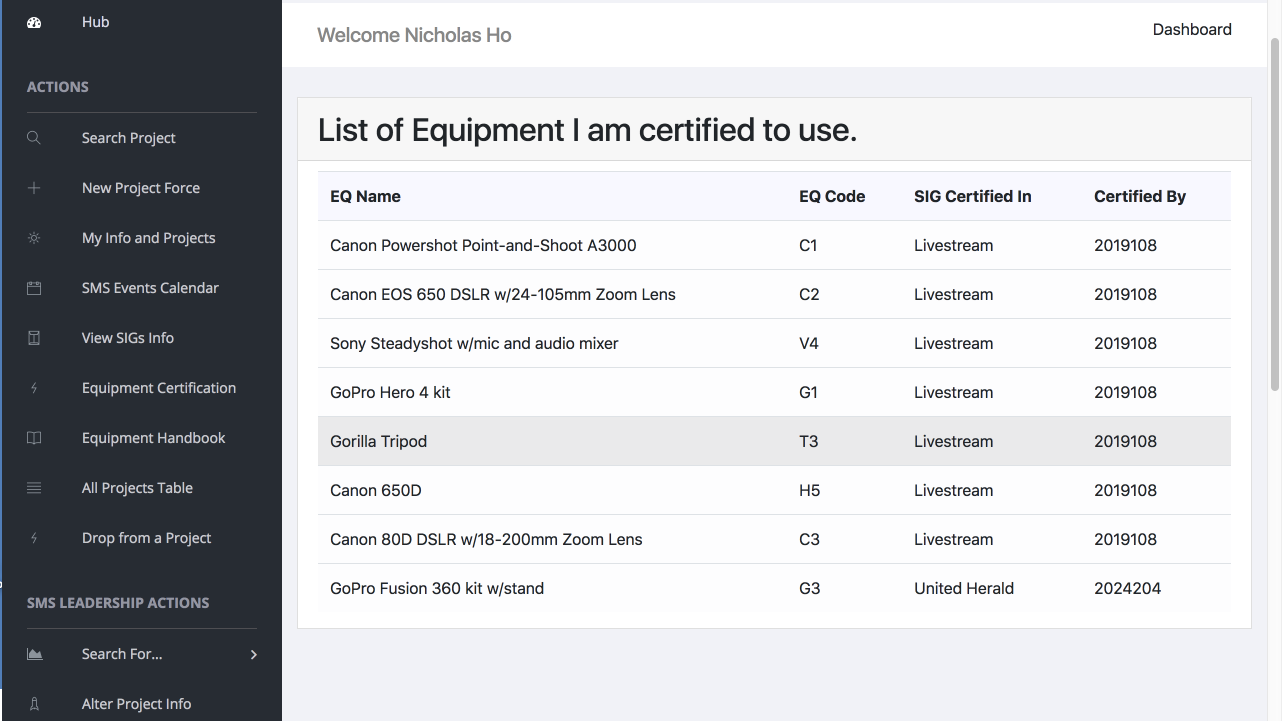 Hub
ACTIONS
Search Project
New Project Force
My Info and Projects
SMS Events Calendar
View SIGs Info
Equipment Certification
Equipment Handbook
All Projects Table
Drop from a Project
SMS LEADERSHIP ACTIONS
Search For...
Alter Project Info
Welcome Nicholas Ho
Dashboard
List of Equipment I am certified to use.
EQ Name EQ Code SIG Certified In Certified By
Canon Powershot Point-and-Shoot A3000 C1 Livestream 2019108
Canon EOS 650 DSLR w/24-105mm Zoom Lens C2 Livestream 2019108
Sony Steadyshot w/mic and audio mixer V4 Livestream 2019108
GoPro Hero 4 kit G1 Livestream 2019108
Gorilla Tripod T3 Livestream 2019108
Canon 650D H5 Livestream 2019108
Canon 80D DSLR w/18-200mm Zoom Lens C3 Livestream 2019108
GoPro Fusion 360 kit w/stand G3 United Herald 2024204